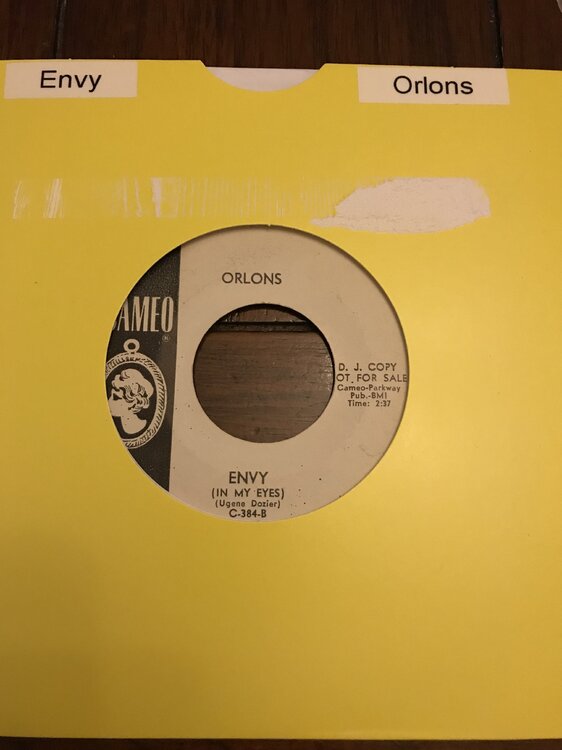 Envy
Orlons
ORLONS
AMEO
®
D. J. COPY
OT FOR SALE
Cameo-Parkway
Pub.-BMI
Time: 2:37
ENVY
(IN MY EYES)
(Ugene Dozier)
C-384-B